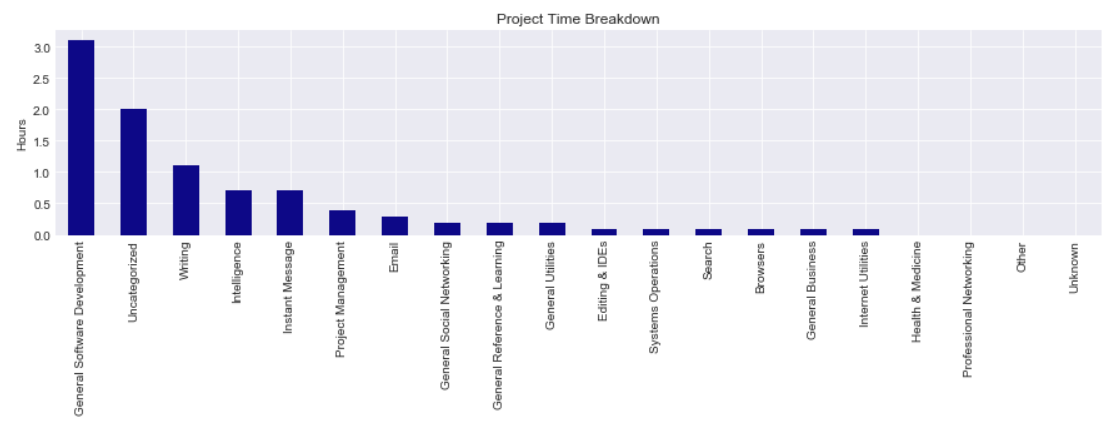 Project Time Breakdown
Hours
3.0
2.5
2.0
1.5
1.0
0.5
0.0
General Software Development
Uncategorized
Writing
Intelligence
Instant Message
Project Management
Email
General Social Networking
General Reference & Learning
General Utilities
Editing & IDEs
Systems Operations
Search
Browsers
General Business
Internet Utilities
Health & Medicine
Professional Networking
Other
Unknown